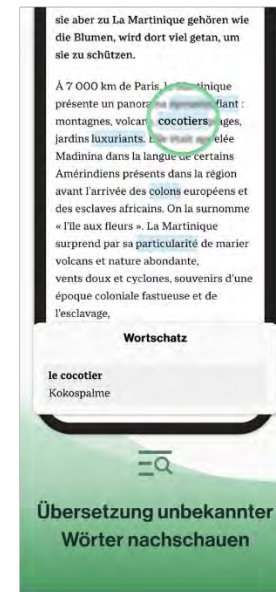 sie aber zu La Martinique gehören wie
die Blumen, wird dort viel getan, um
sie zu schützen.
À 7 000 km de Paris,
présente un panorama
montagnes, volcans, cocotiers
jardins luxuriants.
Madinina dans la langue de certains
Amérindiens présents dans la région
avant l'arrivée des colons européens et
des esclaves africains. On la surnomme
« l'île aux fleurs ». La Martinique
surprend par sa particularité de marier
volcans et nature abondante,
vents doux et cyclones, souvenirs d'une
époque coloniale fastueuse et de
l'esclavage,
Wortschatz
le cocotier
Kokospalme
Übersetzung unbekannter
Wörter nachschauen